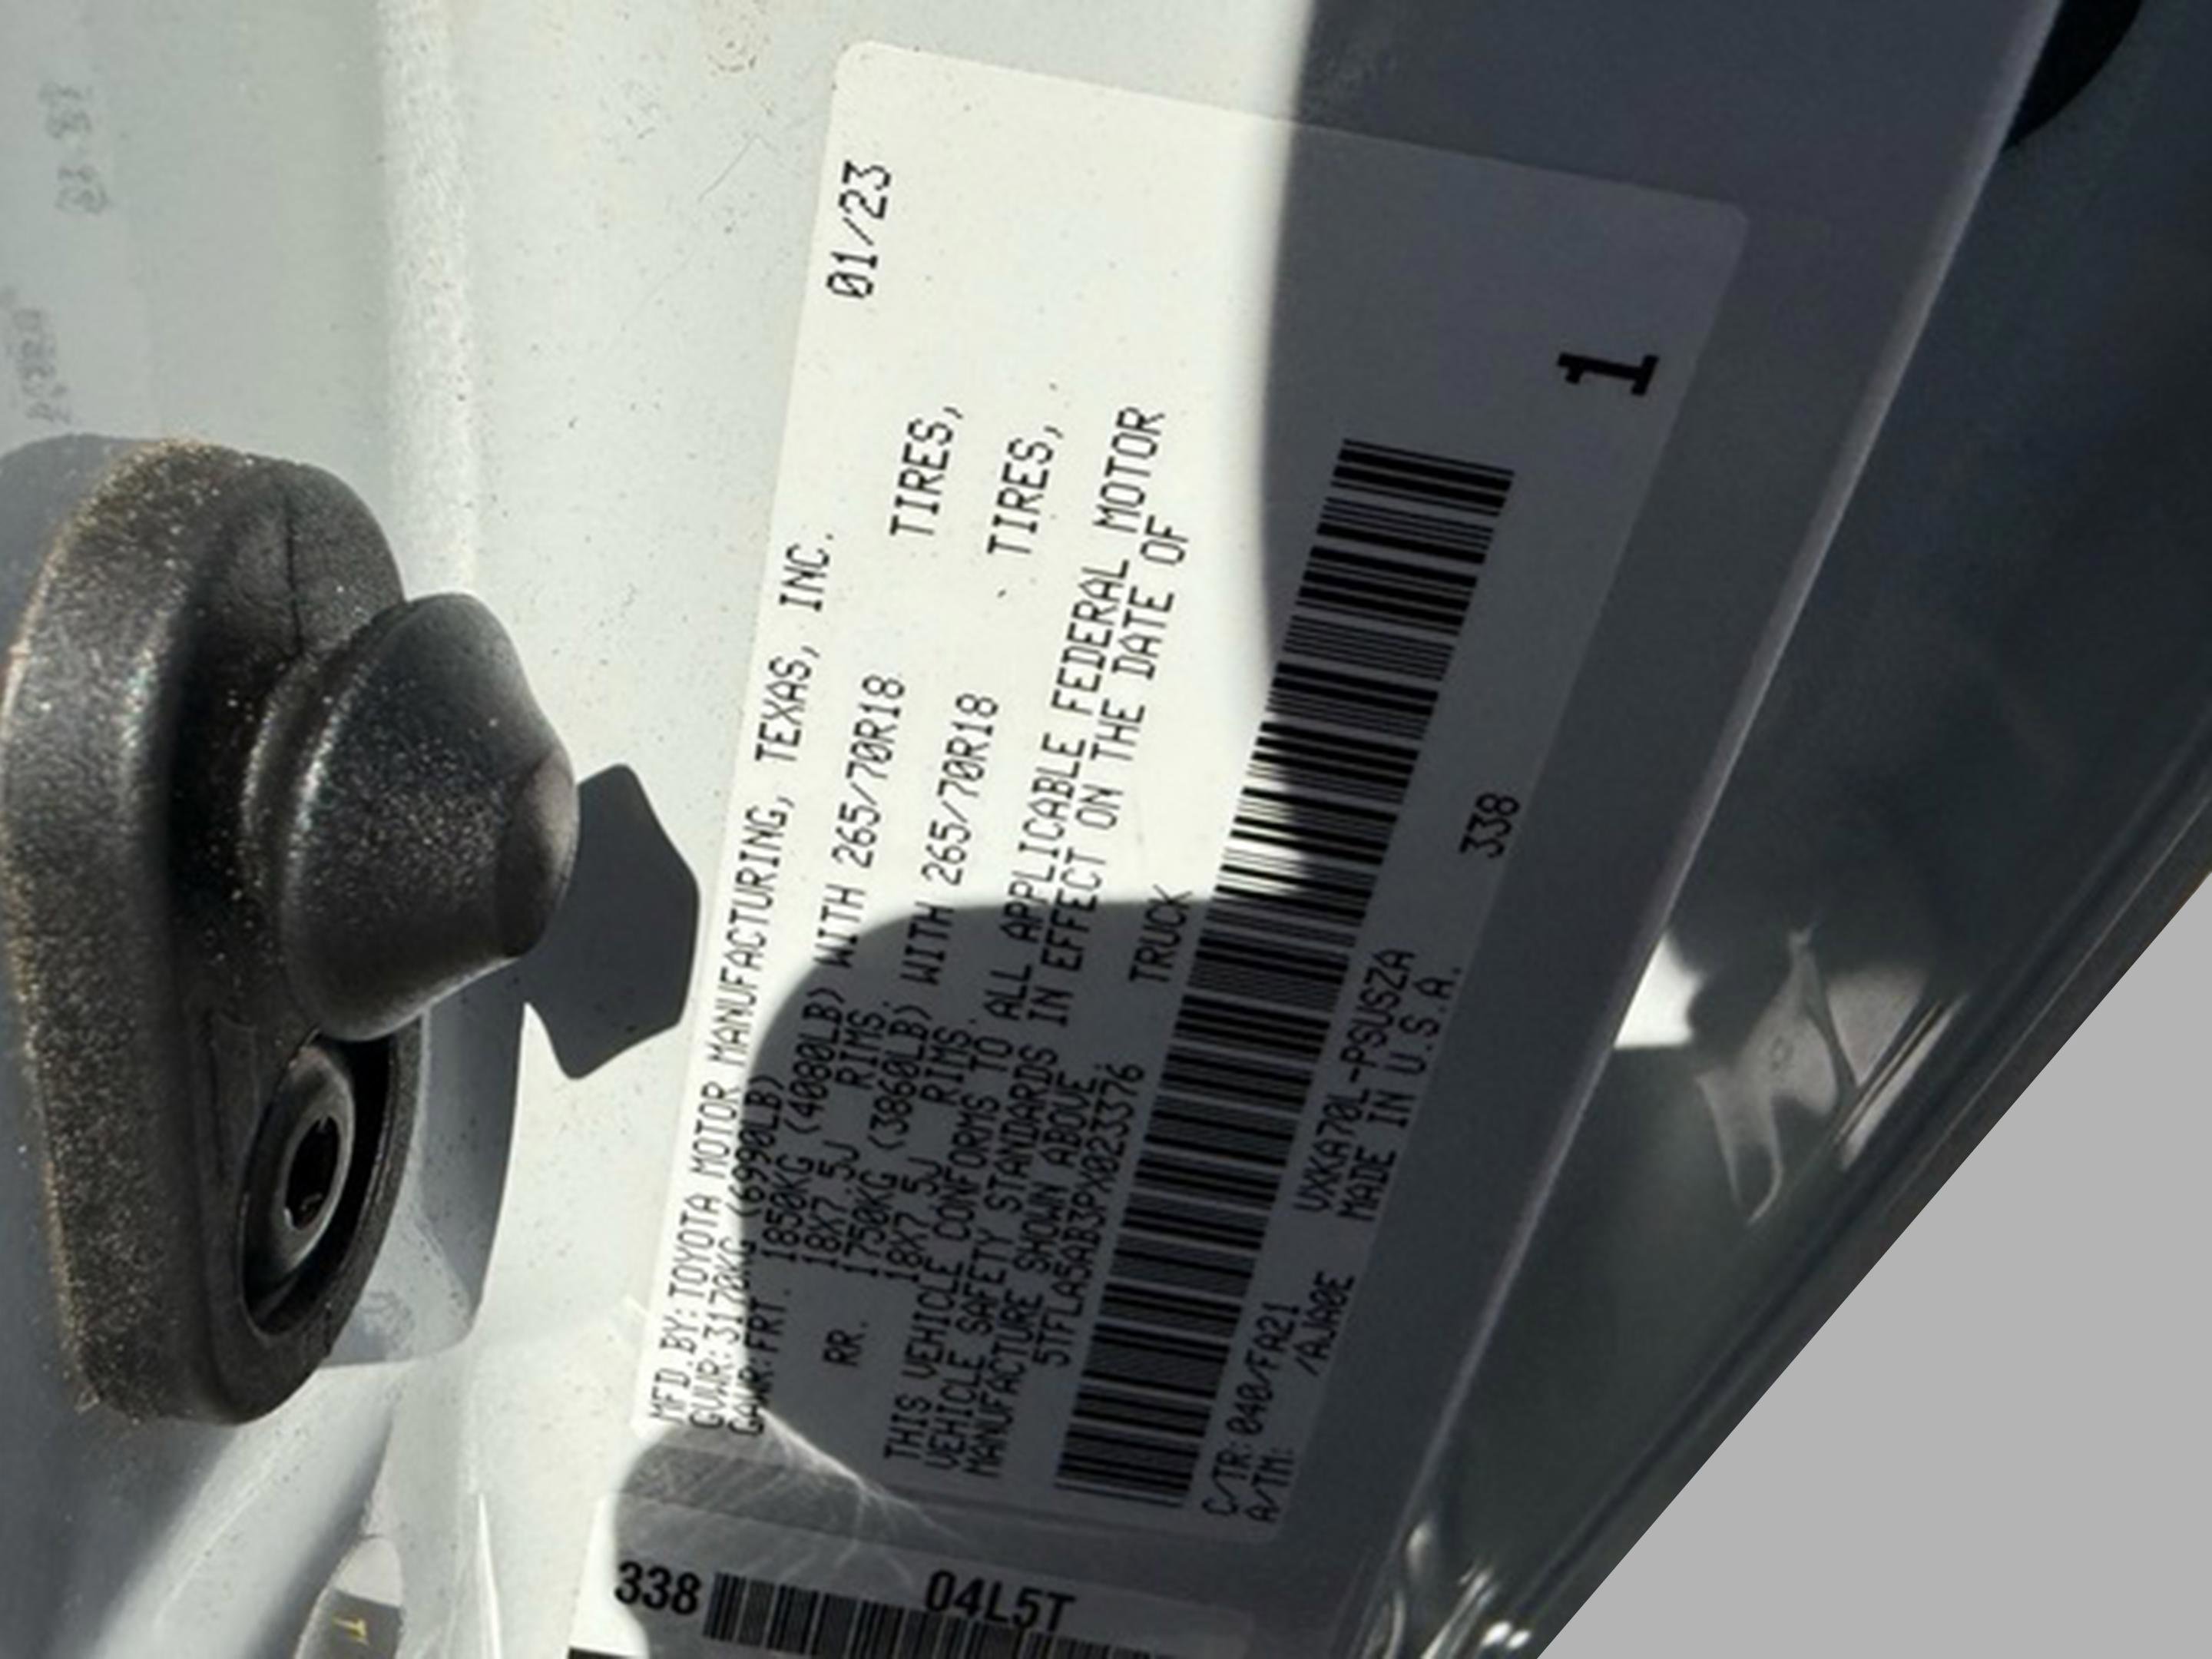 MFD.BY:TOYOTA MOTOR MANUFACTURING, TEXAS, INC. 01/23
GVWR:3170KG (6990LB)
GAWR:FRT. 1850KG (4080LB) WITH 265/70R18 TIRES,
18X7.5J RIMS,
RR. 1750KG (3860LB) WITH 265/70R18 TIRES,
18X7.5J RIMS.
THIS VEHICLE CONFORMS TO ALL APPLICABLE FEDERAL MOTOR
VEHICLE SAFETY STANDARDS IN EFFECT ON THE DATE OF
MANUFACTURE SHOWN ABOVE.
5TFLA5AB3PX023376 TRUCK
C/TR:040/FA21 VXKA70L-PSUSZA
A/TM: /AJA0E MADE IN U.S.A.
338
1
338 04L5T